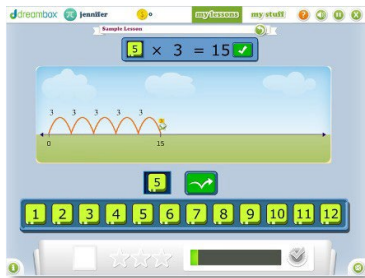 dreambox jennifer 0 my lessons my stuff ?
Sample Lesson
5 × 3 = 15
3 3 3 3 3
0 15
5
1 2 3 4 5 6 7 8 9 10 11 12